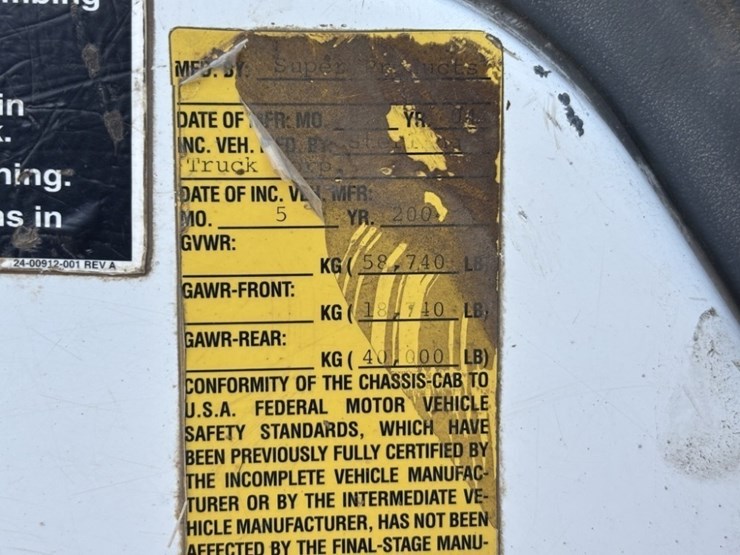 in
k.
ning.
ns in
24-00912-001 REV A
MFD. BY: Super Products
DATE OF MFR: MO. YR.
INC. VEH. MFD. BY
Truck
DATE OF INC. VEH. MFR:
MO. 5 YR. 200
GVWR:
KG ( 58,740 LB)
GAWR-FRONT:
KG ( 18,740 LB)
GAWR-REAR:
KG ( 40,000 LB)
CONFORMITY OF THE CHASSIS-CAB TO
U.S.A. FEDERAL MOTOR VEHICLE
SAFETY STANDARDS, WHICH HAVE
BEEN PREVIOUSLY FULLY CERTIFIED BY
THE INCOMPLETE VEHICLE MANUFAC-
TURER OR BY THE INTERMEDIATE VE-
HICLE MANUFACTURER, HAS NOT BEEN
AFFECTED BY THE FINAL-STAGE MANU-